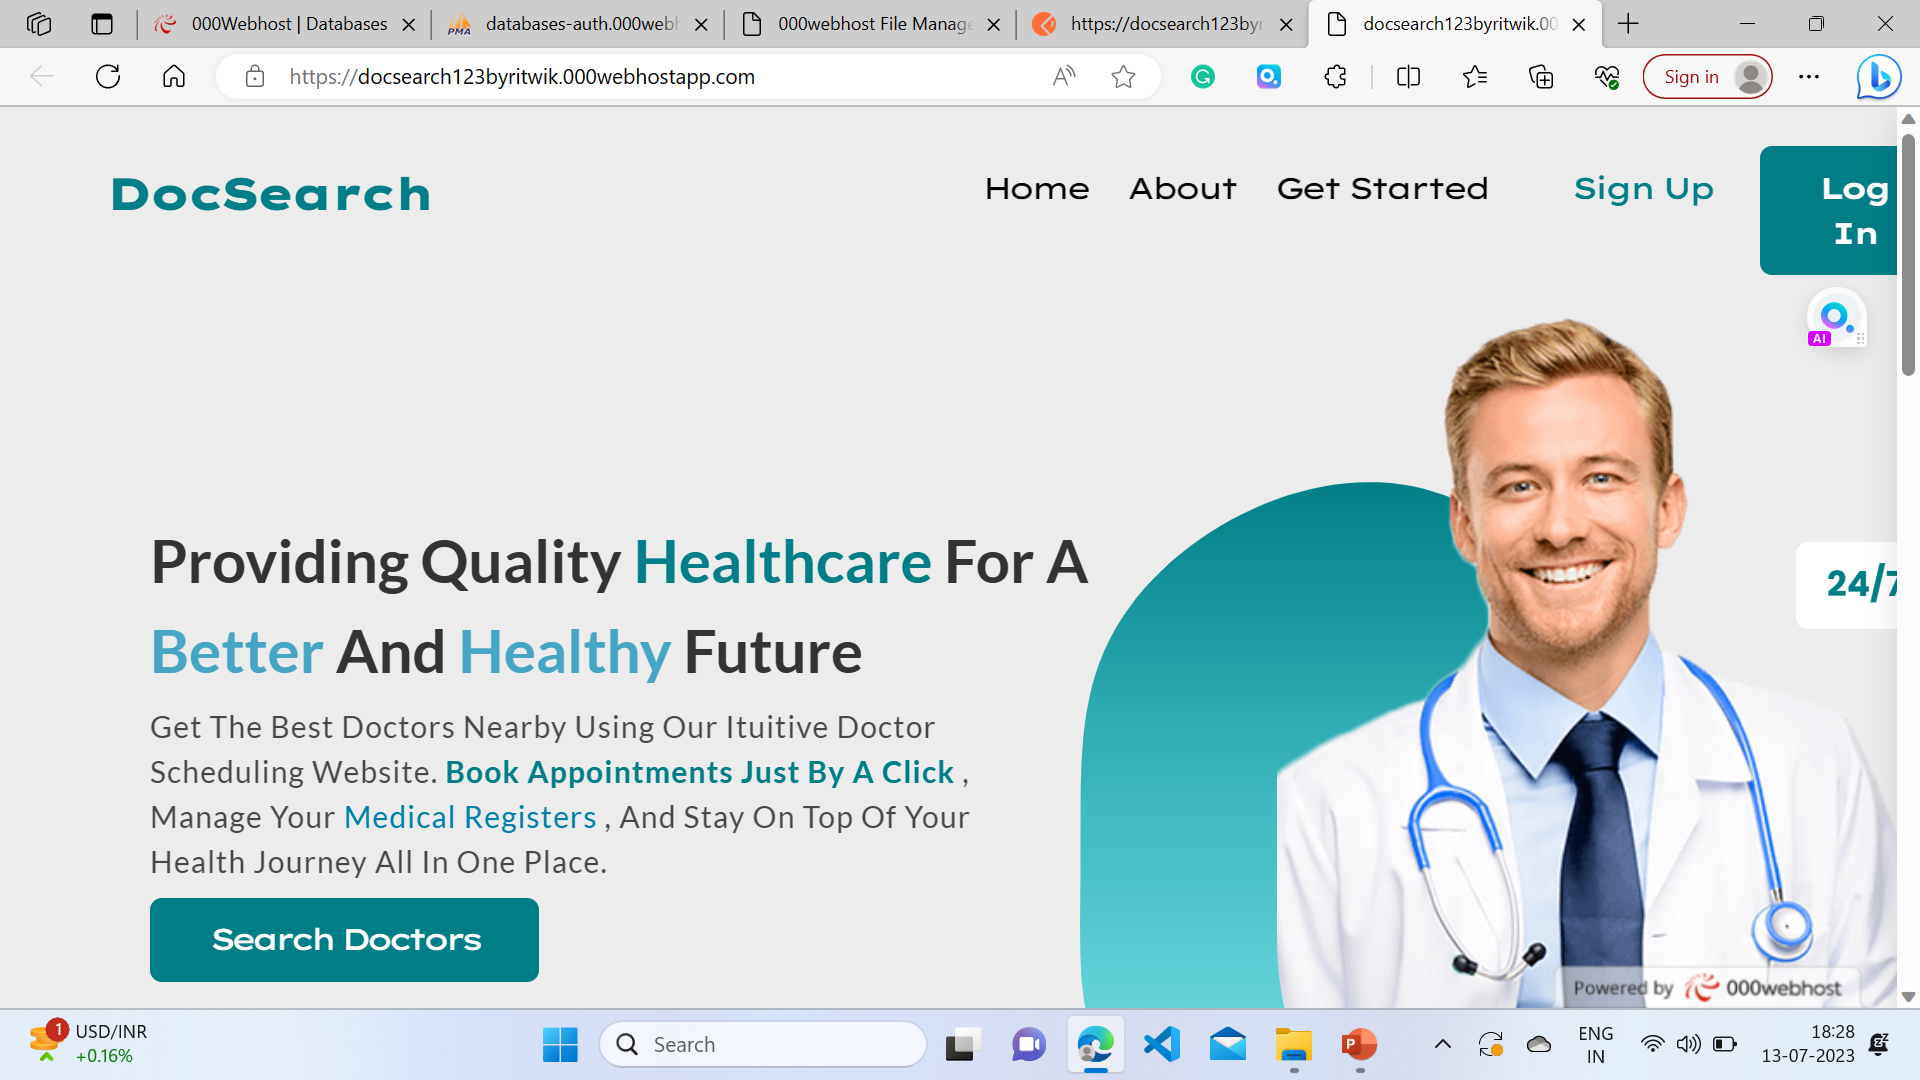 000Webhost | Databases
databases-auth.000webh
000webhost File Manage
https://docsearch123byr
docsearch123byritwik.00
https://docsearch123byritwik.000webhostapp.com
Sign in
DocSearch
Home
About
Get Started
Sign Up
Log
In
AI
24/7
Providing Quality Healthcare For A
Better And Healthy Future
Get The Best Doctors Nearby Using Our Ituitive Doctor
Scheduling Website. Book Appointments Just By A Click ,
Manage Your Medical Registers , And Stay On Top Of Your
Health Journey All In One Place.
Search Doctors
Powered by 000webhost
1
USD/INR
+0.16%
Search
ENG
IN
18:28
13-07-2023